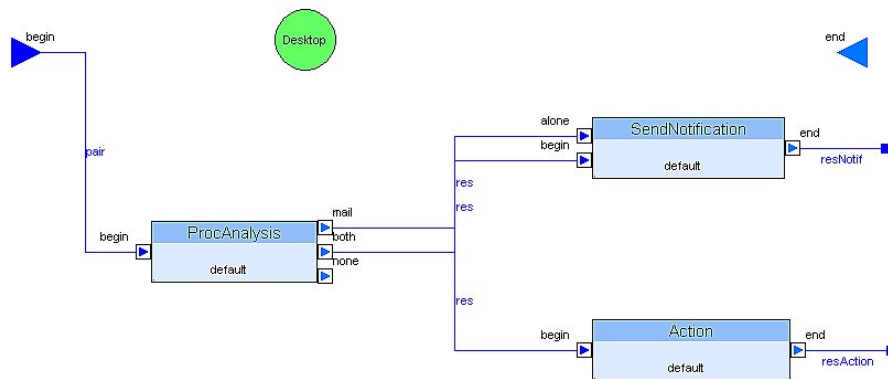 begin
Desktop
end
pair
alone
begin
SendNotification
default
end
resNotif
res
res
begin
ProcAnalysis
default
mail
both
none
res
begin
Action
default
end
resAction